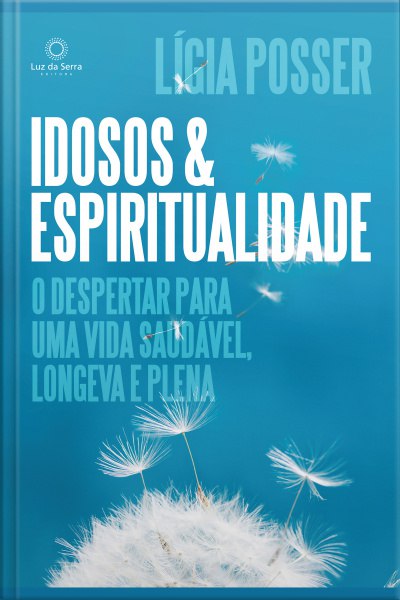 Luz da Serra
EDITORA
LÍGIA POSSER
IDOSOS &
ESPIRITUALIDADE
O DESPERTAR PARA
UMA VIDA SAUDÁVEL,
LONGEVA E PLENA